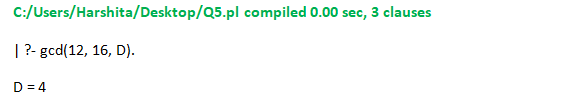 C:/Users/Harshita/Desktop/Q5.pl compiled 0.00 sec, 3 clauses
| ?- gcd(12, 16, D).
D = 4